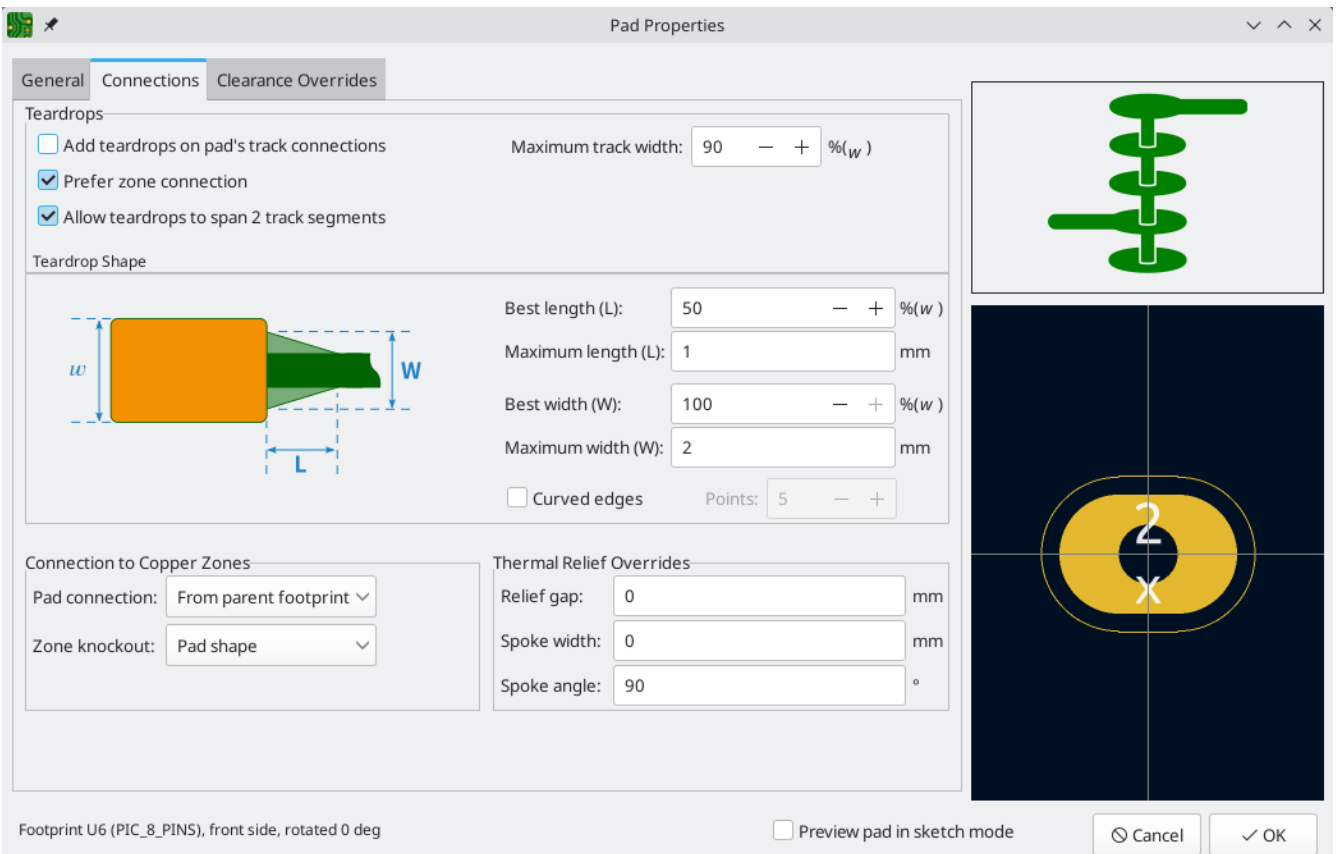 Pad Properties
General Connections Clearance Overrides
Teardrops
Add teardrops on pad's track connections
Maximum track width: 90 %(w )
Prefer zone connection
Allow teardrops to span 2 track segments
Teardrop Shape
Best length (L): 50 %(w )
Maximum length (L): 1 mm
w
W
Best width (W): 100 %(w )
Maximum width (W): 2 mm
L
Curved edges Points: 5
2
x
Connection to Copper Zones
Pad connection: From parent footprint
Zone knockout: Pad shape
Thermal Relief Overrides
Relief gap: 0 mm
Spoke width: 0 mm
Spoke angle: 90 °
Footprint U6 (PIC_8_PINS), front side, rotated 0 deg
Preview pad in sketch mode
Cancel
OK